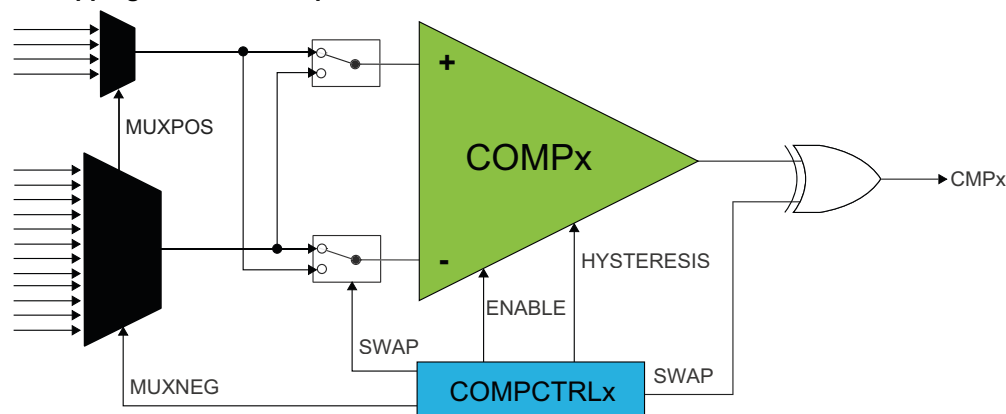 +
MUXPOS
COMPx
CMPx
-
HYSTERESIS
ENABLE
SWAP
SWAP
MUXNEG
COMPCTRLx